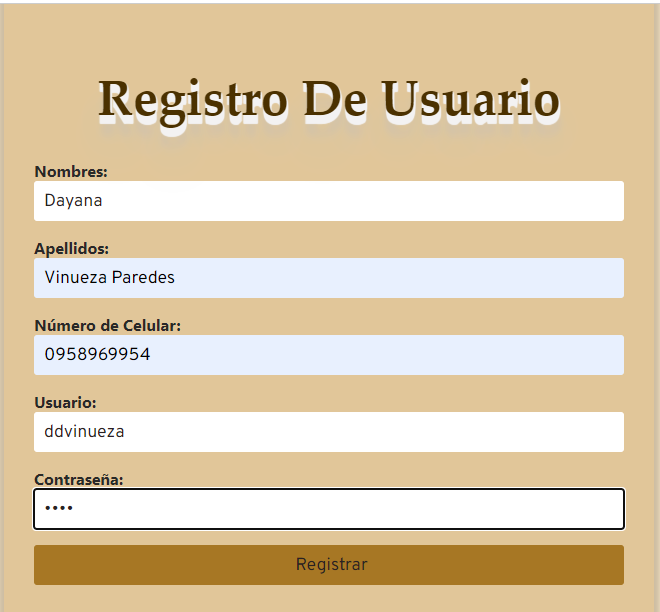 Registro De Usuario
Nombres:
Dayana
Apellidos:
Vinueza Paredes
Número de Celular:
0958969954
Usuario:
ddvinueza
Contraseña:
••••
Registrar